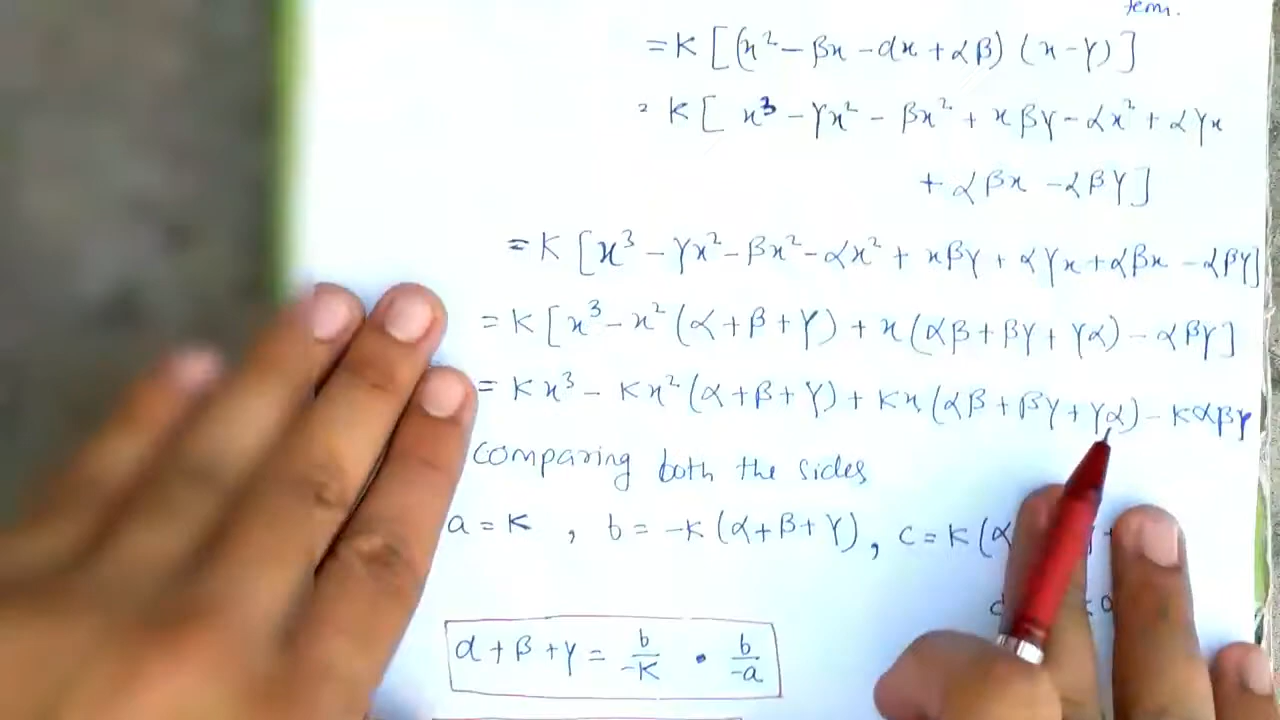 term.
= K [(x² - βx - αx + αβ) (x - γ)]
= K [ x³ - γx² - βx² + xβγ - αx² + αγx
+ αβx - αβγ]
= K [x³ - γx² - βx² - αx² + xβγ + αγx + αβx - αβγ]
= K [x³ - x² (α + β + γ) + x (αβ + βγ + γα) - αβγ]
= Kx³ - Kx² (α + β + γ) + Kx (αβ + βγ + γα) - Kαβγ
comparing both the sides
a = K , b = -K (α + β + γ), c = K (α
α + β + γ = b/-K · b/-a